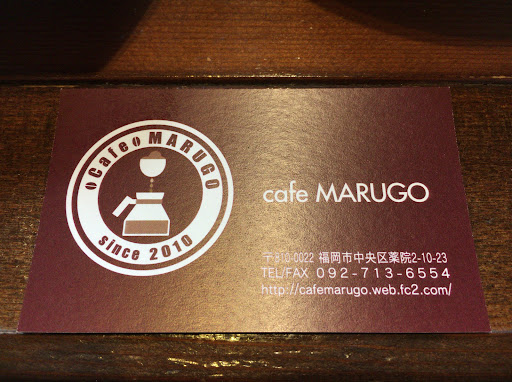 Cafe MARUGO
since 2010
cafe MARUGO
〒810-0022 福岡市中央区薬院2-10-23
TEL/FAX 092-713-6554
http://cafemarugo.web.fc2.com/